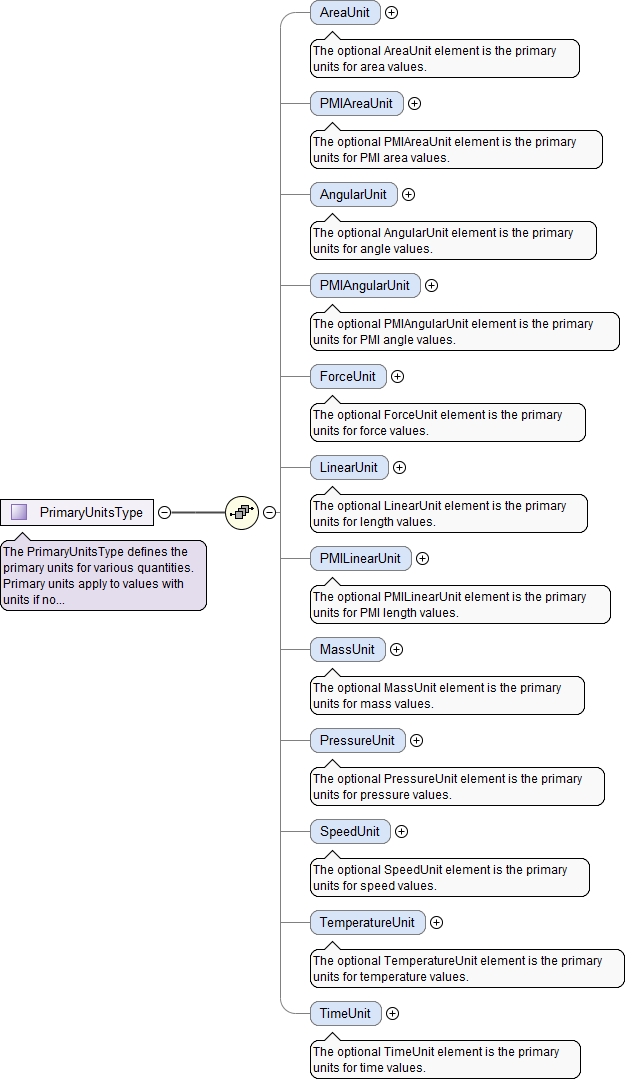 AreaUnit
The optional AreaUnit element is the primary
units for area values.
PMIAreaUnit
The optional PMIAreaUnit element is the primary
units for PMI area values.
AngularUnit
The optional AngularUnit element is the primary
units for angle values.
PMIAngularUnit
The optional PMIAngularUnit element is the primary
units for PMI angle values.
ForceUnit
The optional ForceUnit element is the primary
units for force values.
LinearUnit
The optional LinearUnit element is the primary
units for length values.
PrimaryUnitsType
The PrimaryUnitsType defines the
primary units for various quantities.
Primary units apply to values with
units if no...
PMILinearUnit
The optional PMILinearUnit element is the primary
units for PMI length values.
MassUnit
The optional MassUnit element is the primary
units for mass values.
PressureUnit
The optional PressureUnit element is the primary
units for pressure values.
SpeedUnit
The optional SpeedUnit element is the primary
units for speed values.
TemperatureUnit
The optional TemperatureUnit element is the primary
units for temperature values.
TimeUnit
The optional TimeUnit element is the primary
units for time values.